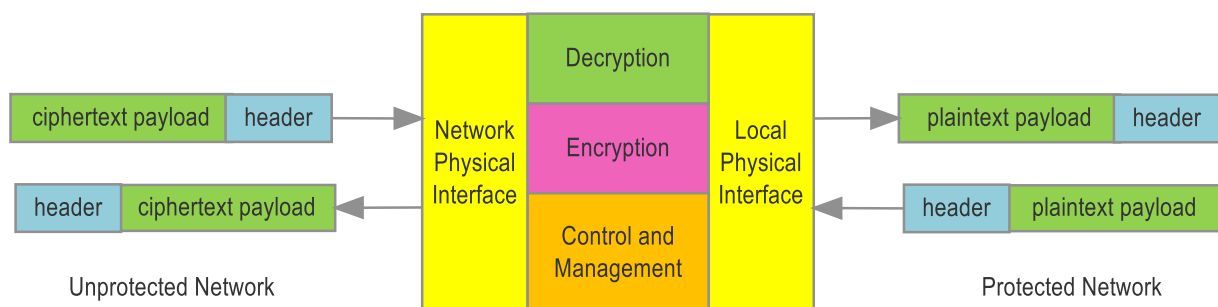 Decryption
ciphertext payload header
Network
Physical
Interface
Encryption
Local
Physical
Interface
plaintext payload header
header ciphertext payload
Control and
Management
header plaintext payload
Unprotected Network
Protected Network